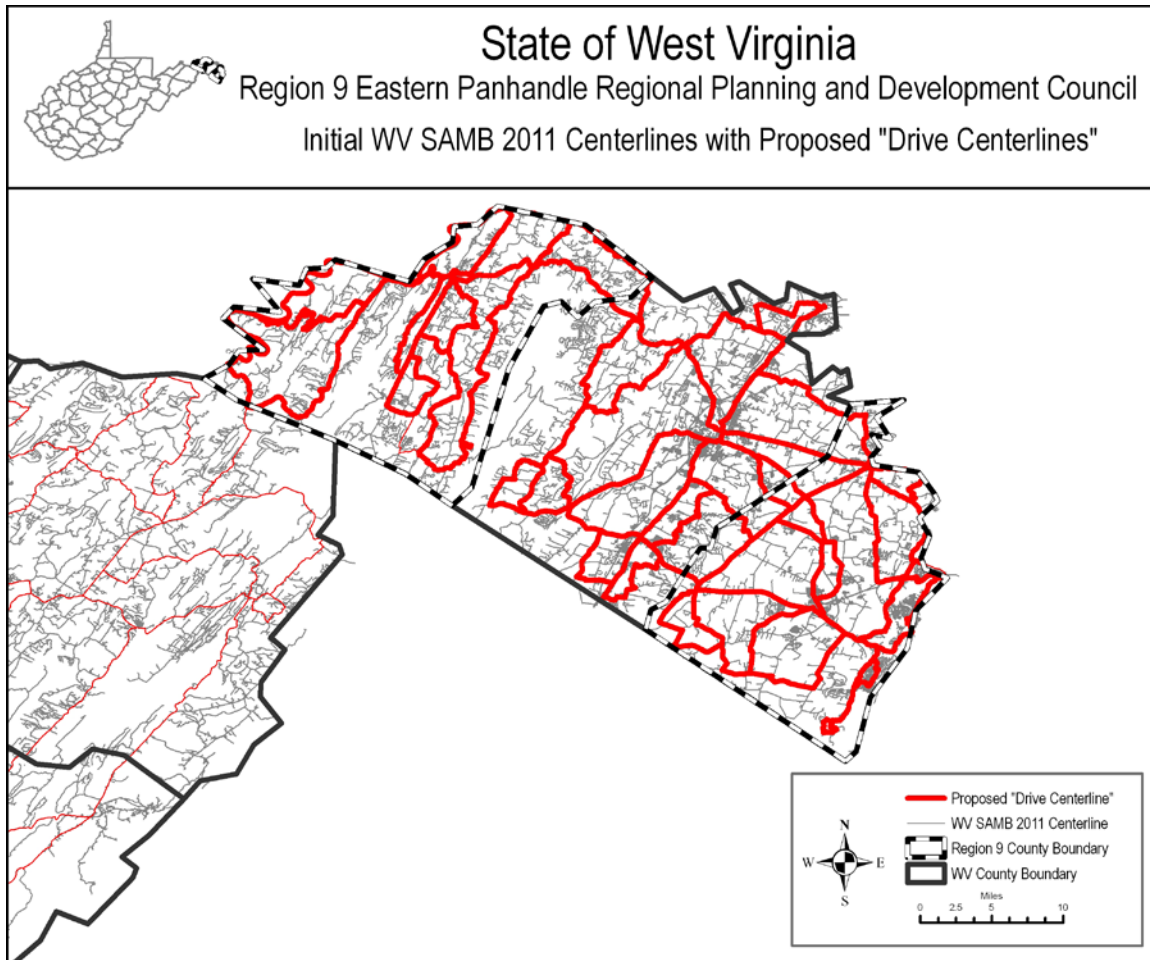 State of West Virginia
Region 9 Eastern Panhandle Regional Planning and Development Council
Initial WV SAMB 2011 Centerlines with Proposed "Drive Centerlines"
Proposed "Drive Centerline"
WV SAMB 2011 Centerline
Region 9 County Boundary
WV County Boundary
N
W E
S
Miles
0 2.5 5 10